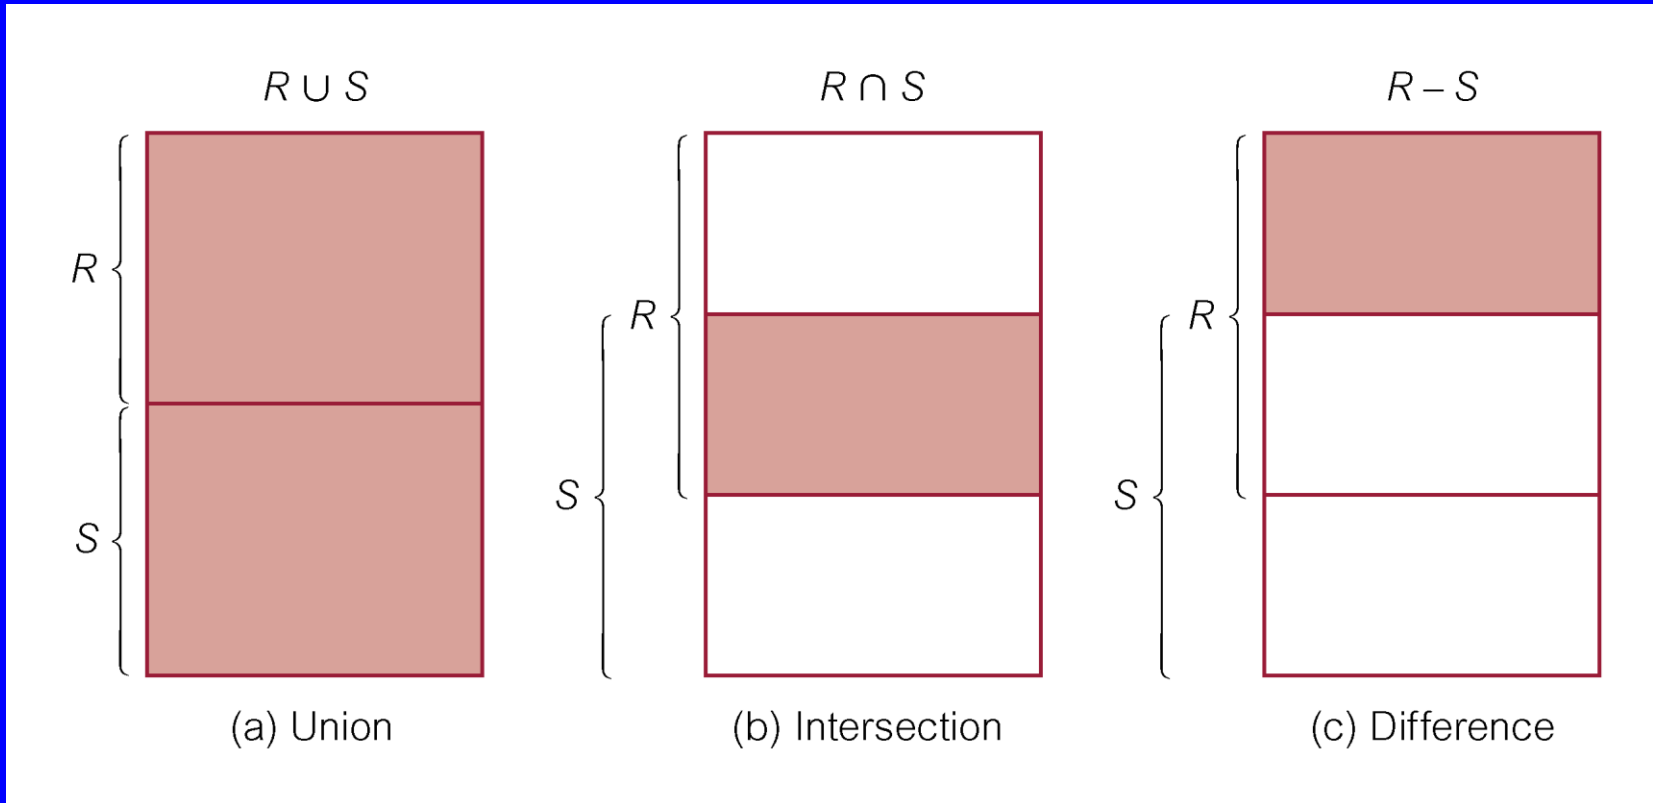 R ∪ S
R ∩ S
R – S
R
S
R
S
R
S
(a) Union
(b) Intersection
(c) Difference